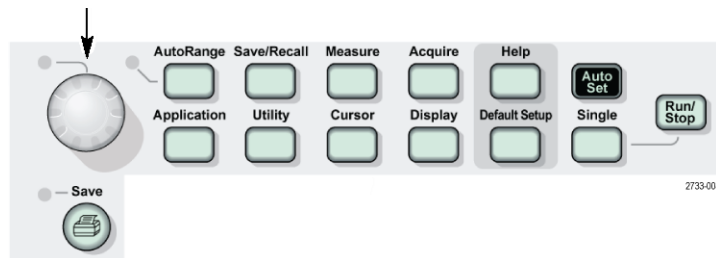 AutoRange Save/Recall Measure Acquire Help
Auto
Set
Run/
Stop
Application Utility Cursor Display Default Setup Single
2733-00
Save